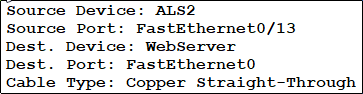 Source Device: ALS2
Source Port: FastEthernet0/13
Dest. Device: WebServer
Dest. Port: FastEthernet0
Cable Type: Copper Straight-Through